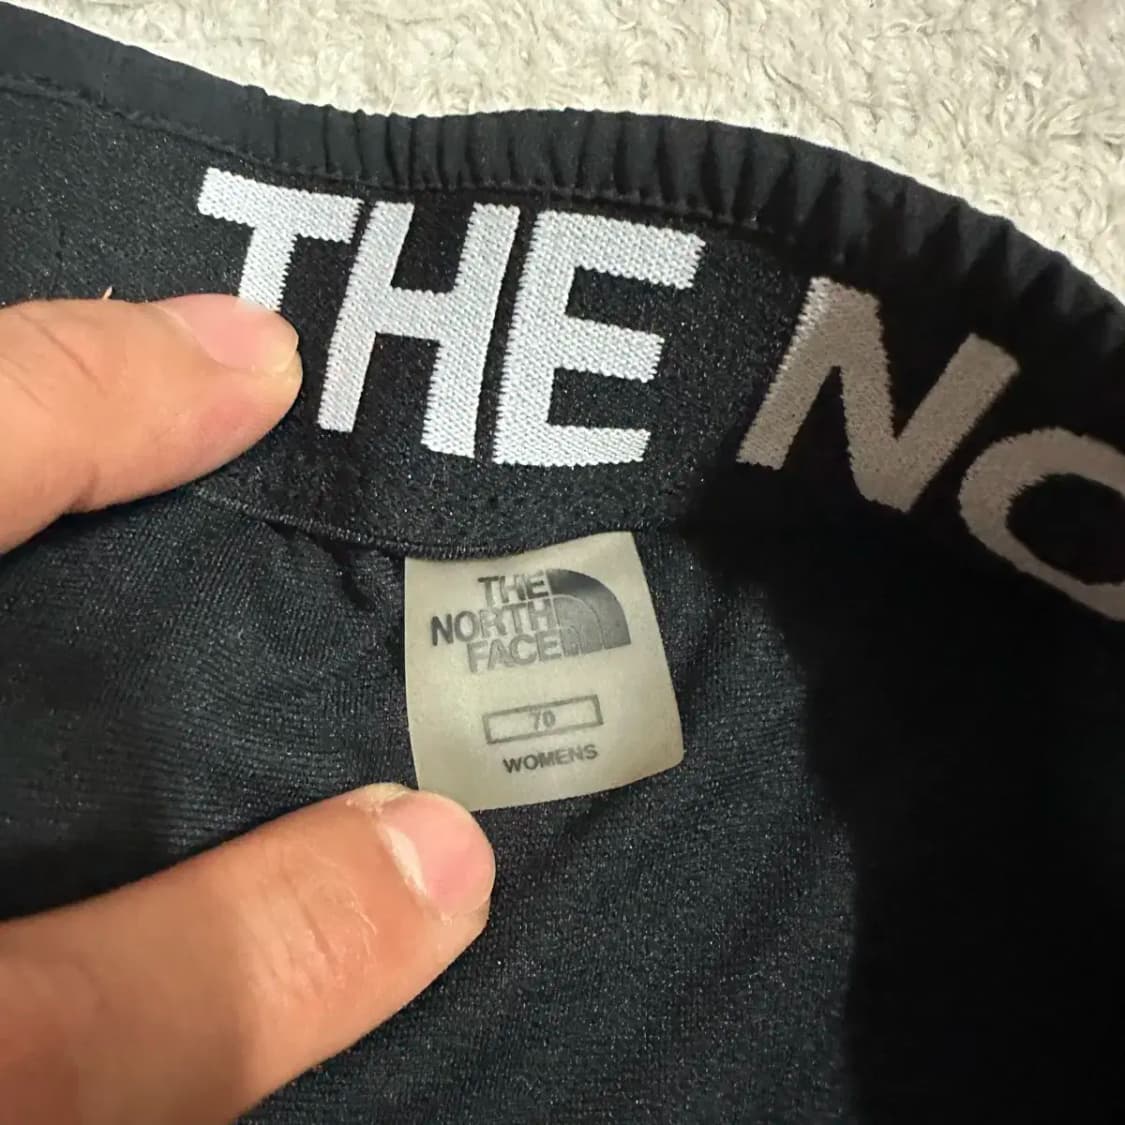 THE NO
THE
NORTH
FACE
70
WOMENS